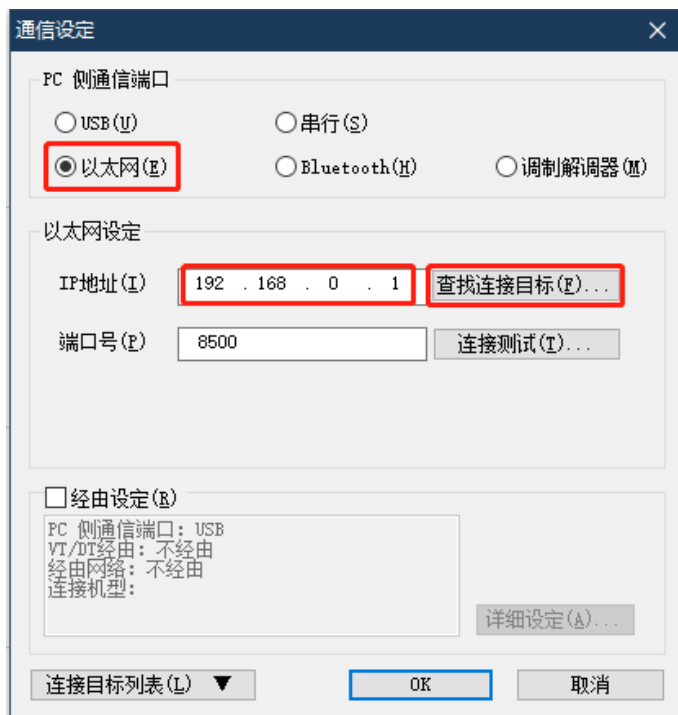 通信设定
PC 侧通信端口
USB(U) 串行(S)
以太网(E) Bluetooth(H) 调制解调器(M)
以太网设定
IP地址(I) 192 . 168 . 0 . 1 查找连接目标(F)...
端口号(P) 8500 连接测试(T)...
经由设定(R)
PC 侧通信端口: USB
VT/DT经由: 不经由
经由网络: 不经由
连接机型:
详细设定(A)...
连接目标列表(L) ▼ OK 取消